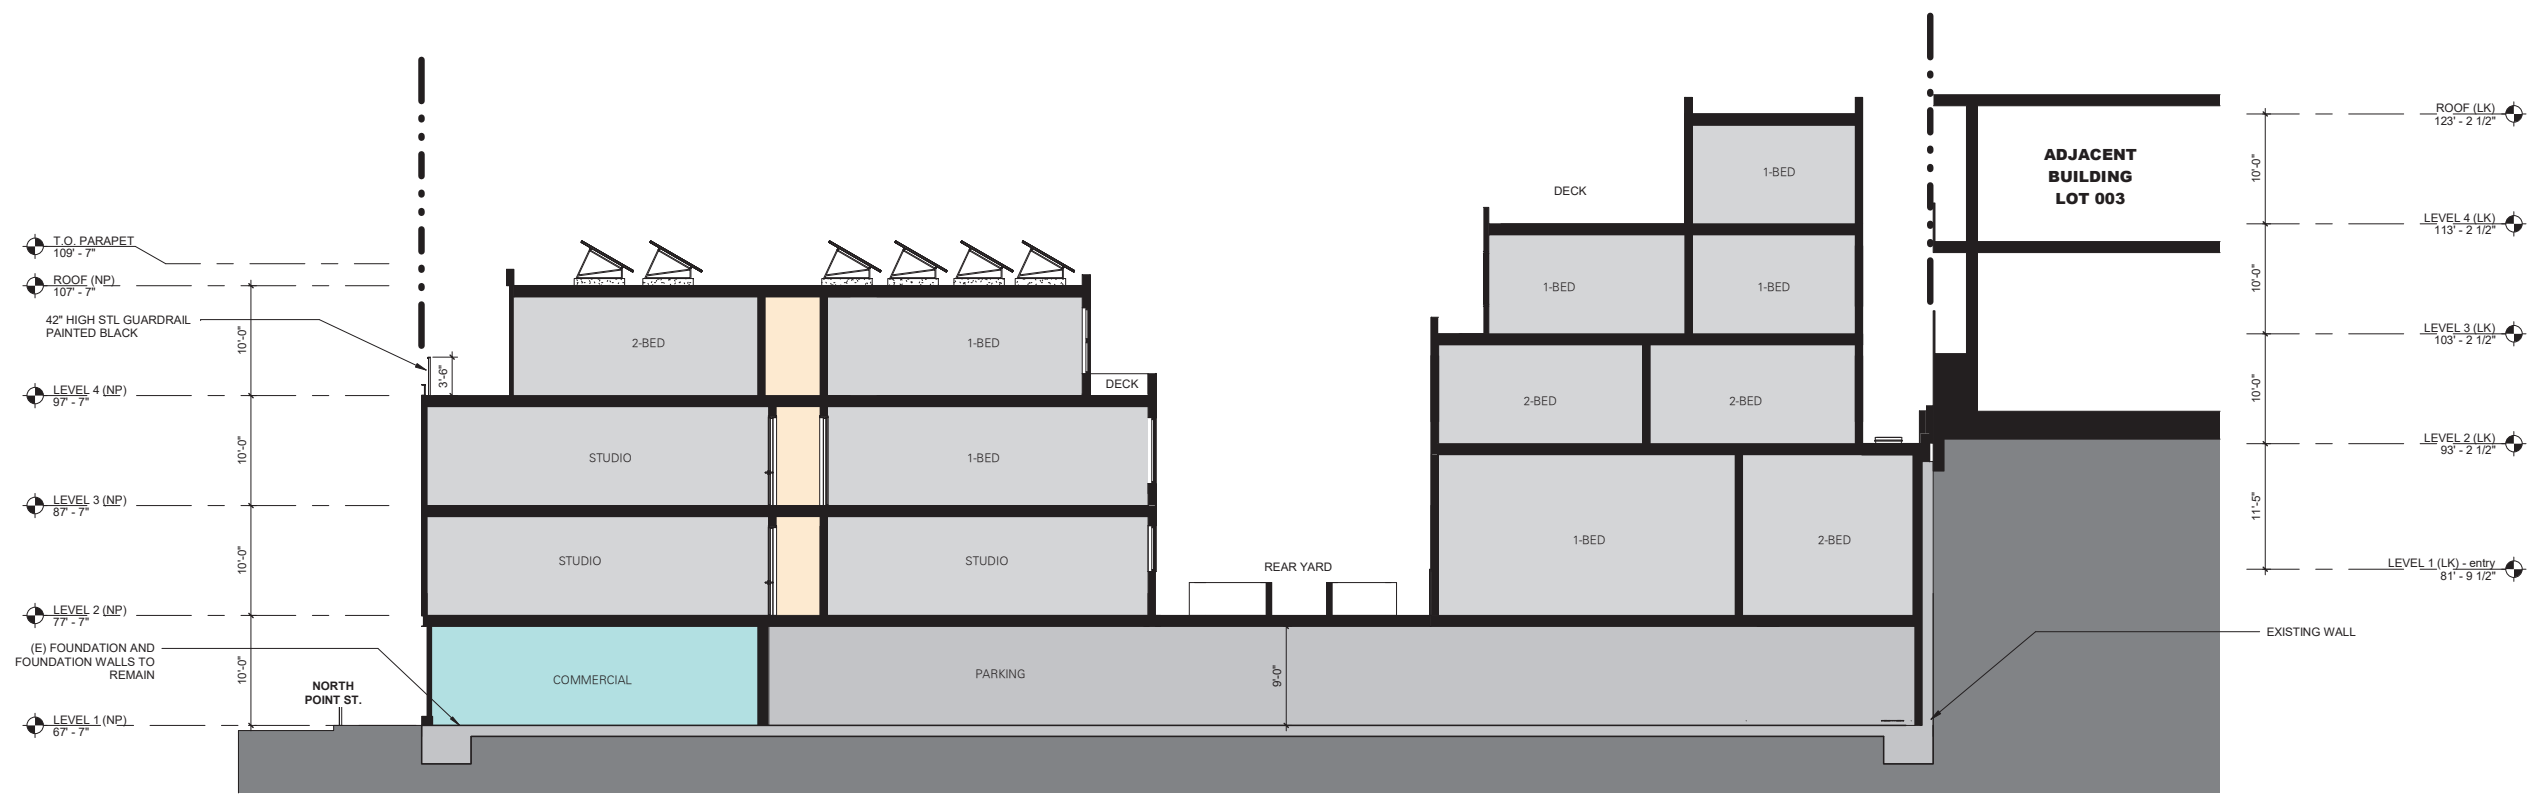 T.O. PARAPET
109' - 7"
ROOF (NP)
107' - 7"
42" HIGH STL GUARDRAIL
PAINTED BLACK
LEVEL 4 (NP)
97' - 7"
LEVEL 3 (NP)
87' - 7"
LEVEL 2 (NP)
77' - 7"
(E) FOUNDATION AND
FOUNDATION WALLS TO
REMAIN
LEVEL 1 (NP)
67' - 7"
10'-0"
10'-0"
10'-0"
10'-0"
3'-6"
NORTH
POINT ST.
2-BED
1-BED
DECK
STUDIO
1-BED
STUDIO
STUDIO
COMMERCIAL
PARKING
9'-0"
REAR YARD
DECK
1-BED
1-BED
1-BED
2-BED
2-BED
1-BED
2-BED
ADJACENT
BUILDING
LOT 003
10'-0"
10'-0"
10'-0"
11'-5"
ROOF (LK)
123' - 2 1/2"
LEVEL 4 (LK)
113' - 2 1/2"
LEVEL 3 (LK)
103' - 2 1/2"
LEVEL 2 (LK)
93' - 2 1/2"
LEVEL 1 (LK) - entry
81' - 9 1/2"
EXISTING WALL